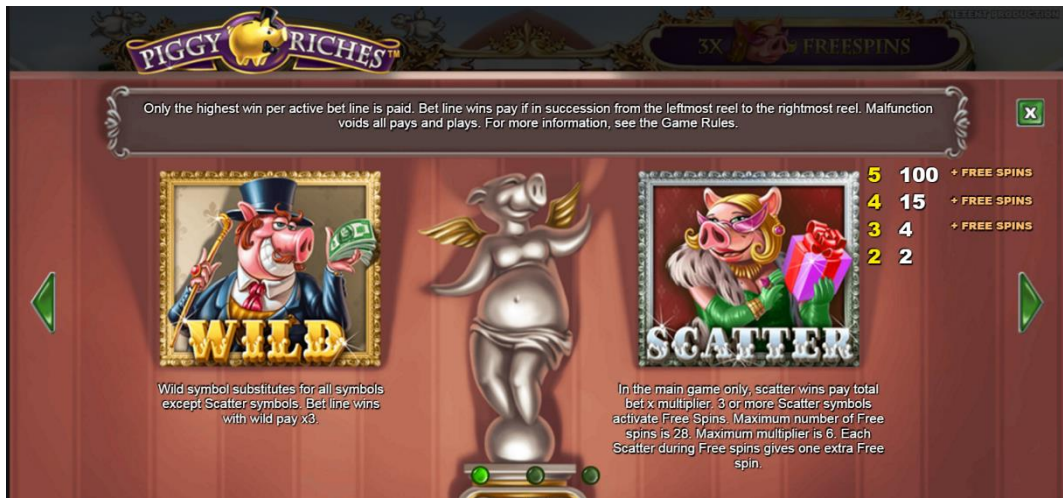 NETENT PRODUCTION
PIGGY RICHES™
3X FREESPINS
Only the highest win per active bet line is paid. Bet line wins pay if in succession from the leftmost reel to the rightmost reel. Malfunction
voids all pays and plays. For more information, see the Game Rules.
X
5 100 + FREE SPINS
4 15 + FREE SPINS
3 4 + FREE SPINS
2 2
WILD
SCATTER
Wild symbol substitutes for all symbols
except Scatter symbols. Bet line wins
with wild pay x3.
In the main game only, scatter wins pay total
bet x multiplier. 3 or more Scatter symbols
activate Free Spins. Maximum number of Free
spins is 28. Maximum multiplier is 6. Each
Scatter during Free spins gives one extra Free
spin.